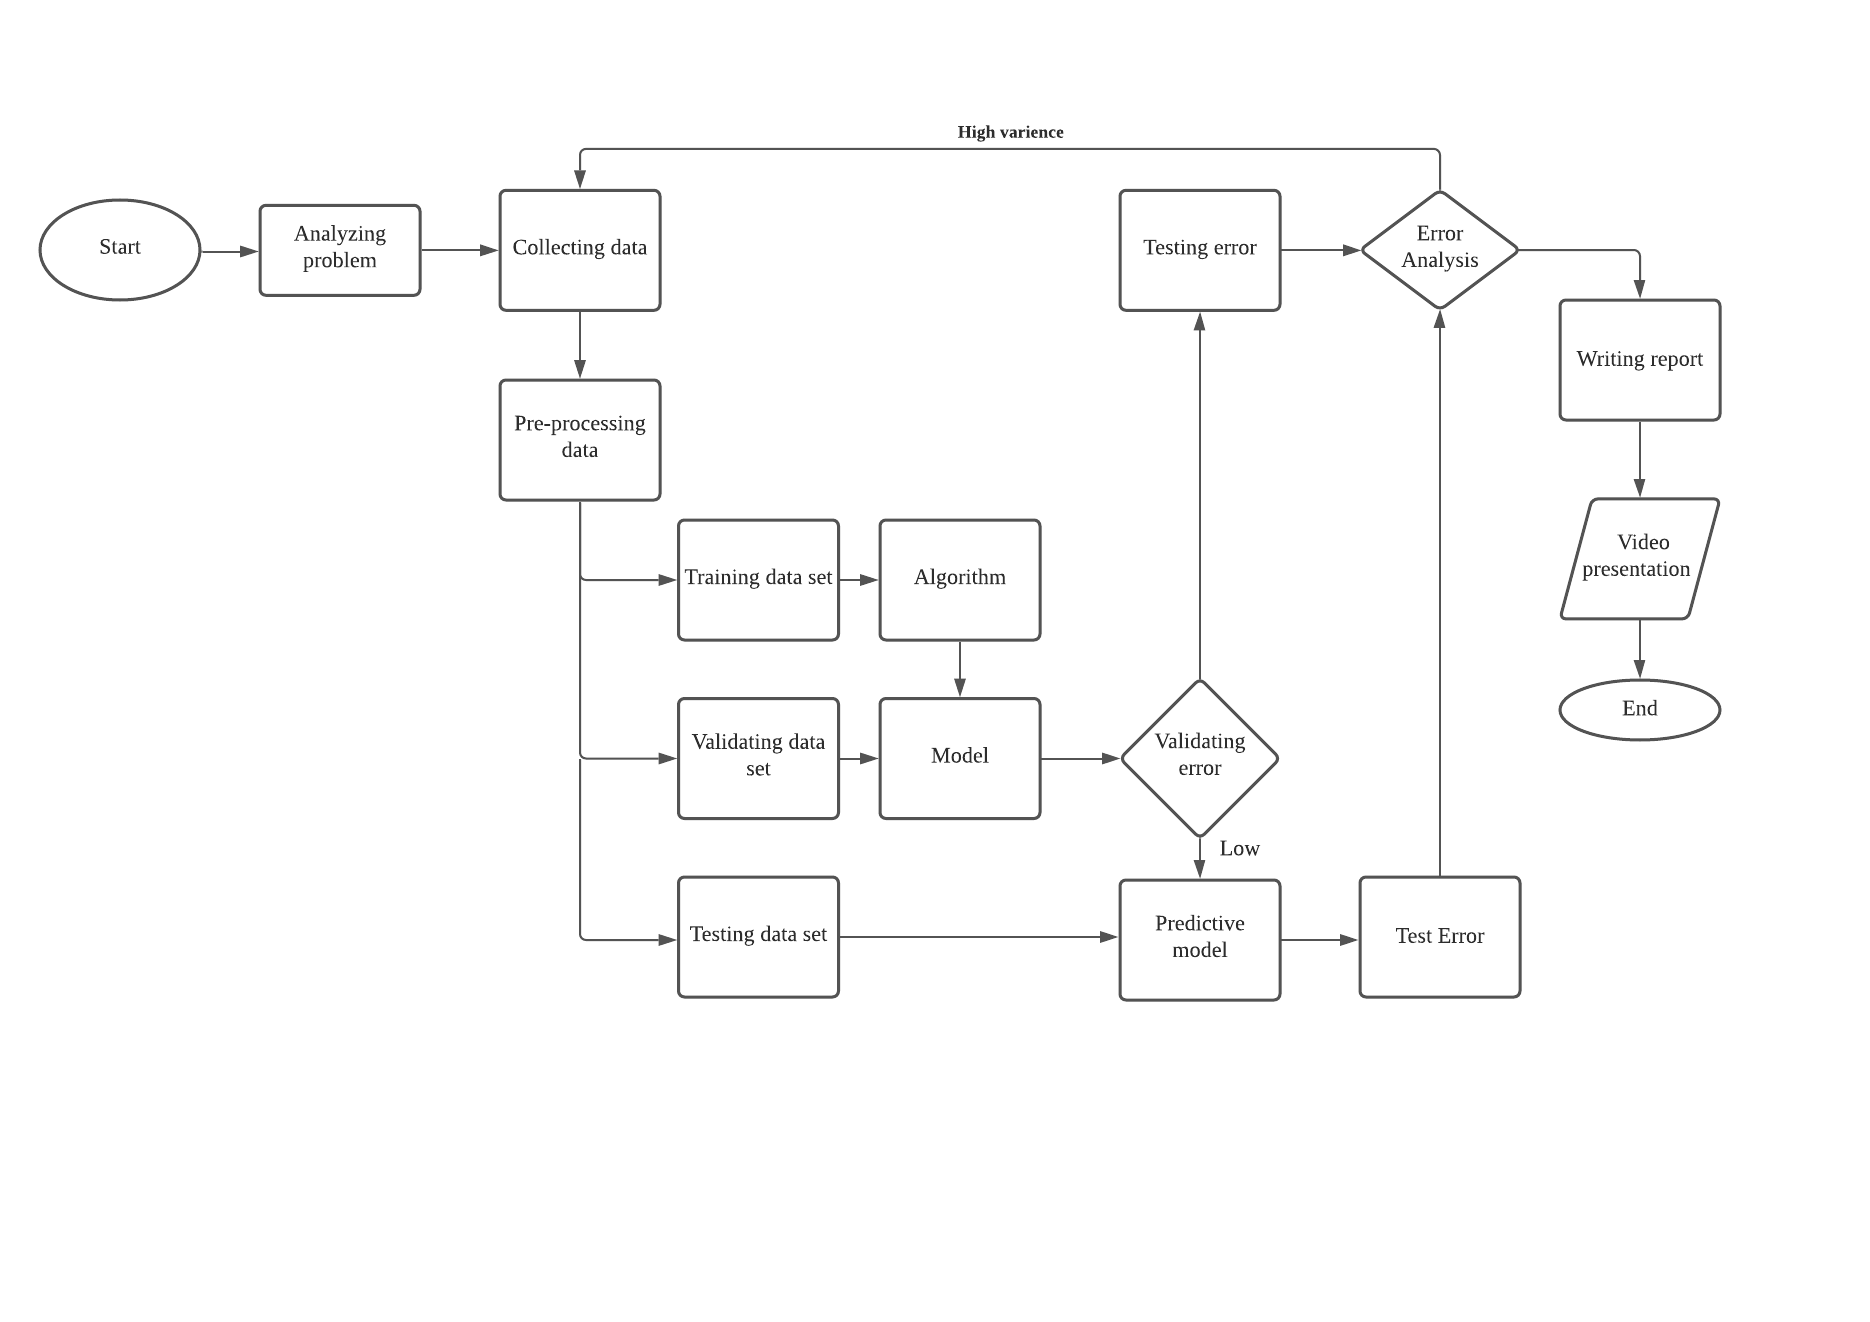 High varience
Start
Analyzing
problem
Collecting data
Testing error
Error
Analysis
Writing report
Pre-processing
data
Video
presentation
Training data set
Algorithm
End
Validating data
set
Model
Validating
error
Low
Testing data set
Predictive
model
Test Error